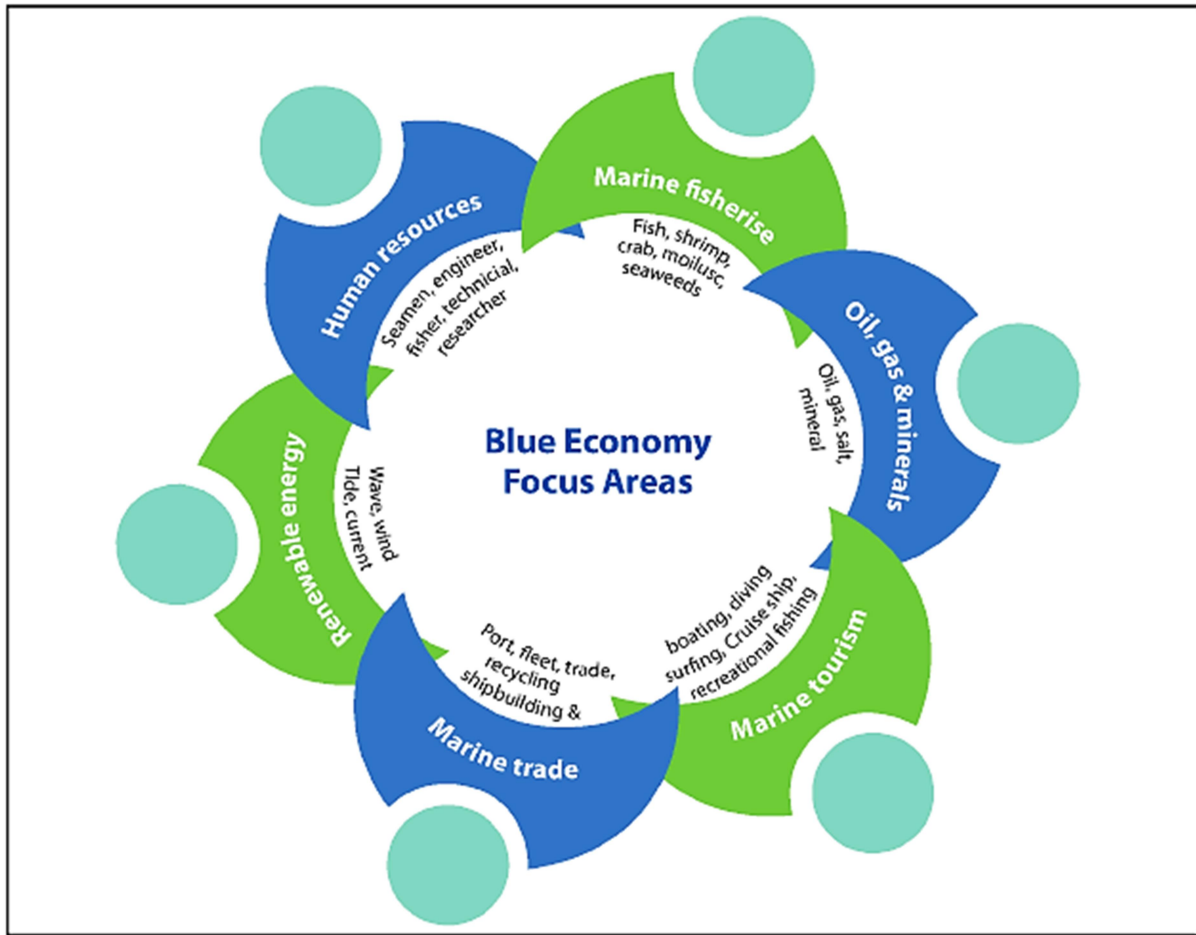 Blue Economy
Focus Areas
Marine fisherise
Fish, shrimp,
crab, moilusc,
seaweeds
Oil, gas & minerals
Oil, gas, salt,
mineral
Marine tourism
boating, diving
surfing, Cruise ship,
recreational fishing
Marine trade
Port, fleet, trade,
recycling
shipbuilding &
Renewable energy
Wave, wind
Tide, current
Human resources
Seamen, engineer,
fisher, technicial,
researcher